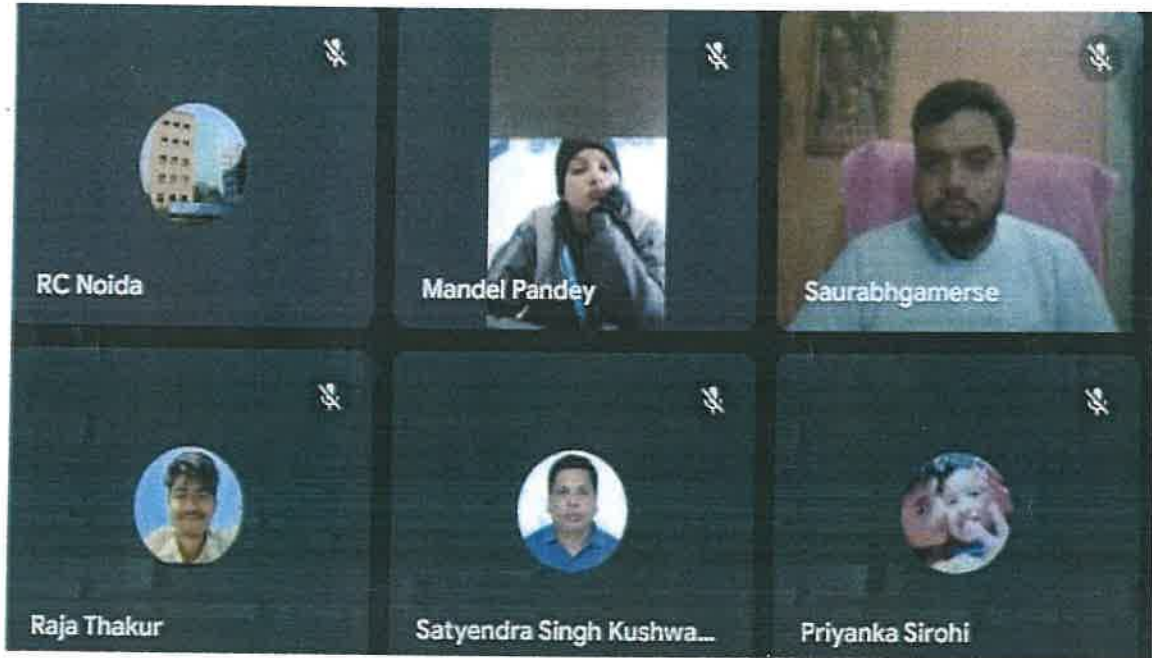 RC Noida
Mandel Pandey
Saurabhgamerse
Raja Thakur
Satyendra Singh Kushwa...
Priyanka Sirohi